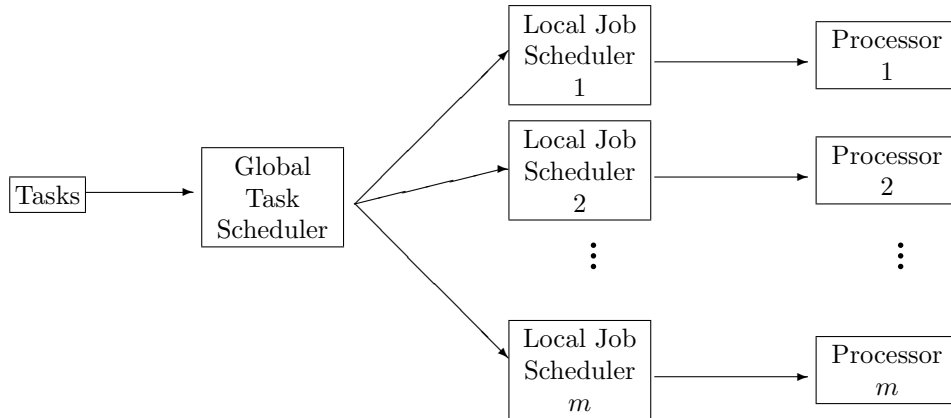 Tasks
Global
Task
Scheduler
Local Job
Scheduler
1
Processor
1
Local Job
Scheduler
2
Processor
2
Local Job
Scheduler
m
Processor
m